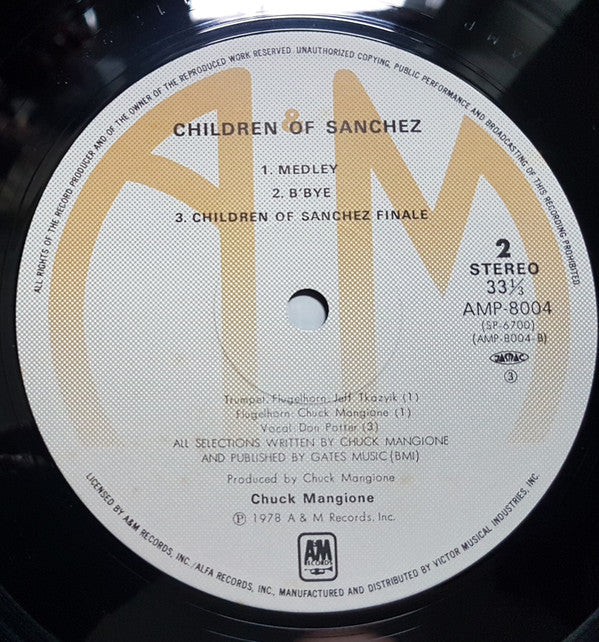 ALL RIGHTS OF THE RECORD PRODUCER AND OF THE OWNER OF THE REPRODUCED WORK RESERVED. UNAUTHORIZED COPYING, PUBLIC PERFORMANCE AND BROADCASTING OF THIS RECORDING PROHIBITED
A&M
CHILDREN OF SANCHEZ
1. MEDLEY
2. B'BYE
3. CHILDREN OF SANCHEZ FINALE
2
STEREO
33⅓
AMP-8004
(SP-6700)
(AMP-8004-B)
JASRAC
③
Trumpet, Flugelhorn: Jeff Tkazyik (1)
Flugelhorn: Chuck Mangione (1)
Vocal: Don Potter (3)
ALL SELECTIONS WRITTEN BY CHUCK MANGIONE
AND PUBLISHED BY GATES MUSIC (BMI)
Produced by Chuck Mangione
Chuck Mangione
Ⓟ 1978 A & M Records, Inc.
A&M
RECORDS
LICENSED BY A&M RECORDS, INC./ALFA RECORDS, INC., MANUFACTURED AND DISTRIBUTED BY VICTOR MUSICAL INDUSTRIES, INC.